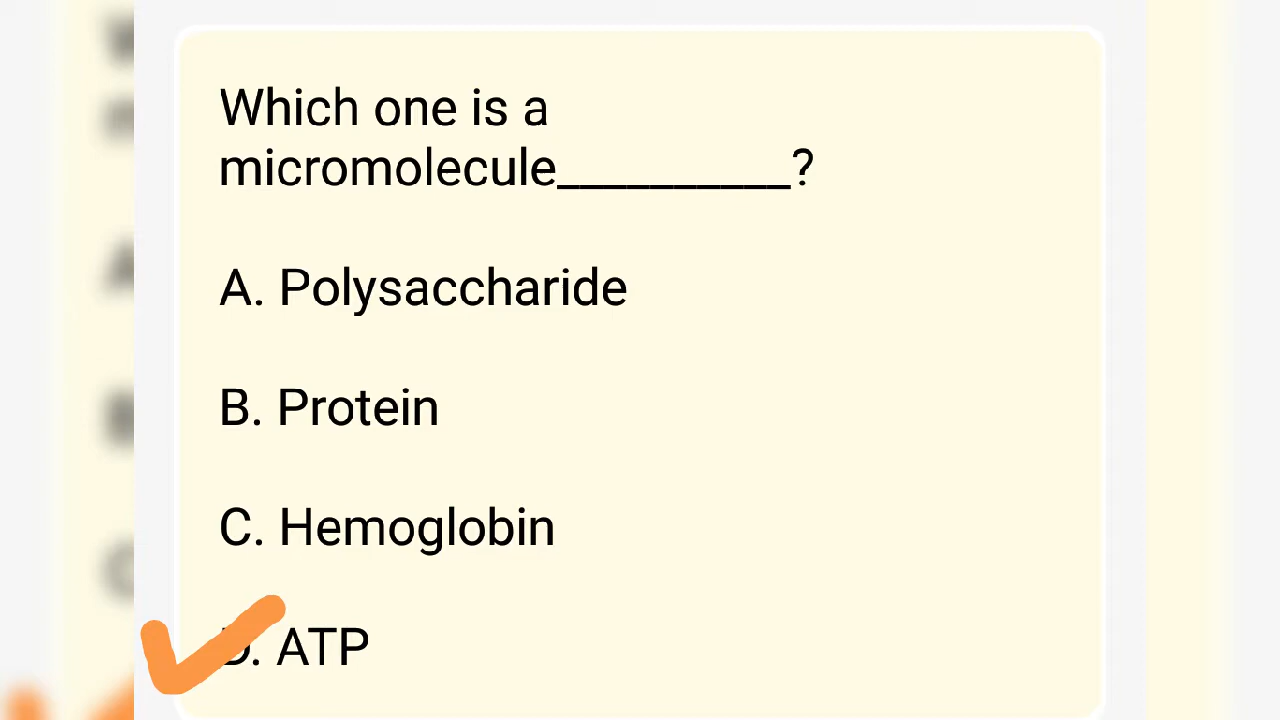 Which one is a
micromolecule__________?
A. Polysaccharide
B. Protein
C. Hemoglobin
D. ATP